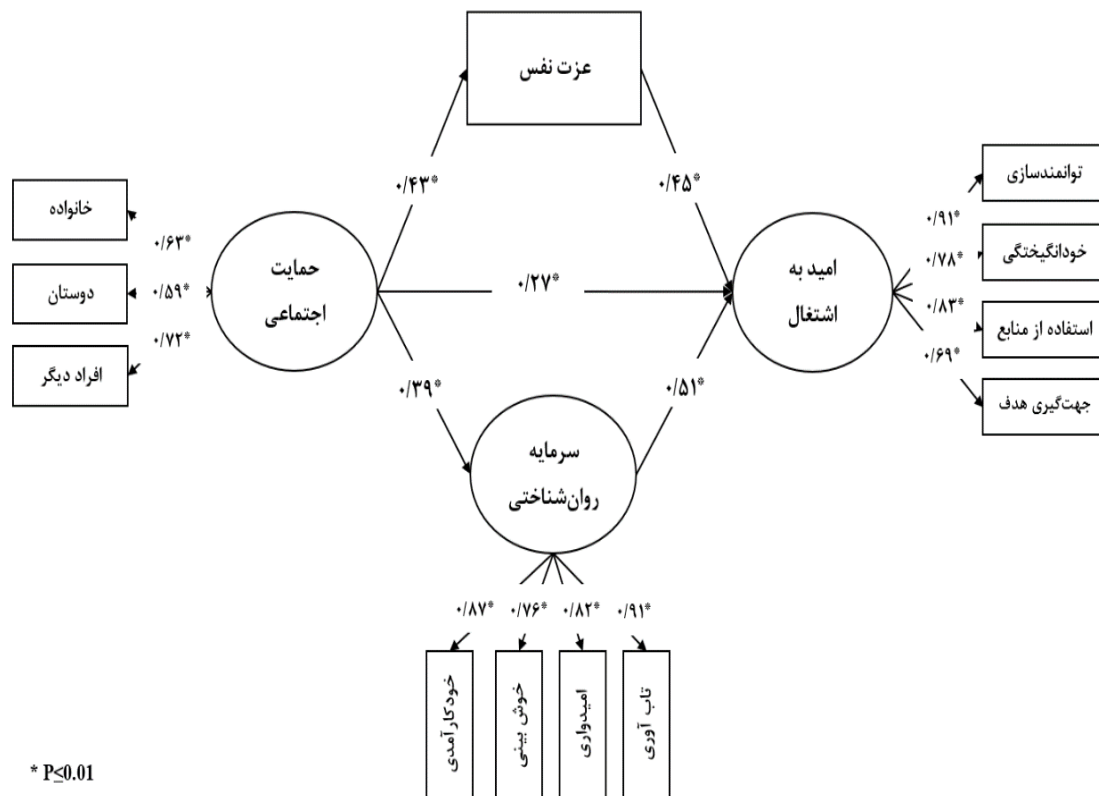 عزت نفس
۰/۴۳*
۰/۴۵*
توانمندسازی
خودانگیختگی
استفاده از منابع
جهت‌گیری هدف
۰/۹۱*
۰/۷۸*
۰/۸۳*
۰/۶۹*
امید به
اشتغال
۰/۲۷*
حمایت
اجتماعی
۰/۶۳*
۰/۵۹*
۰/۷۲*
خانواده
دوستان
افراد دیگر
۰/۳۹*
۰/۵۱*
سرمایه
روان‌شناختی
۰/۸۷*
۰/۷۶*
۰/۸۲*
۰/۹۱*
خودکارآمدی
خوش بینی
امیدواری
تاب آوری
* P≤0.01